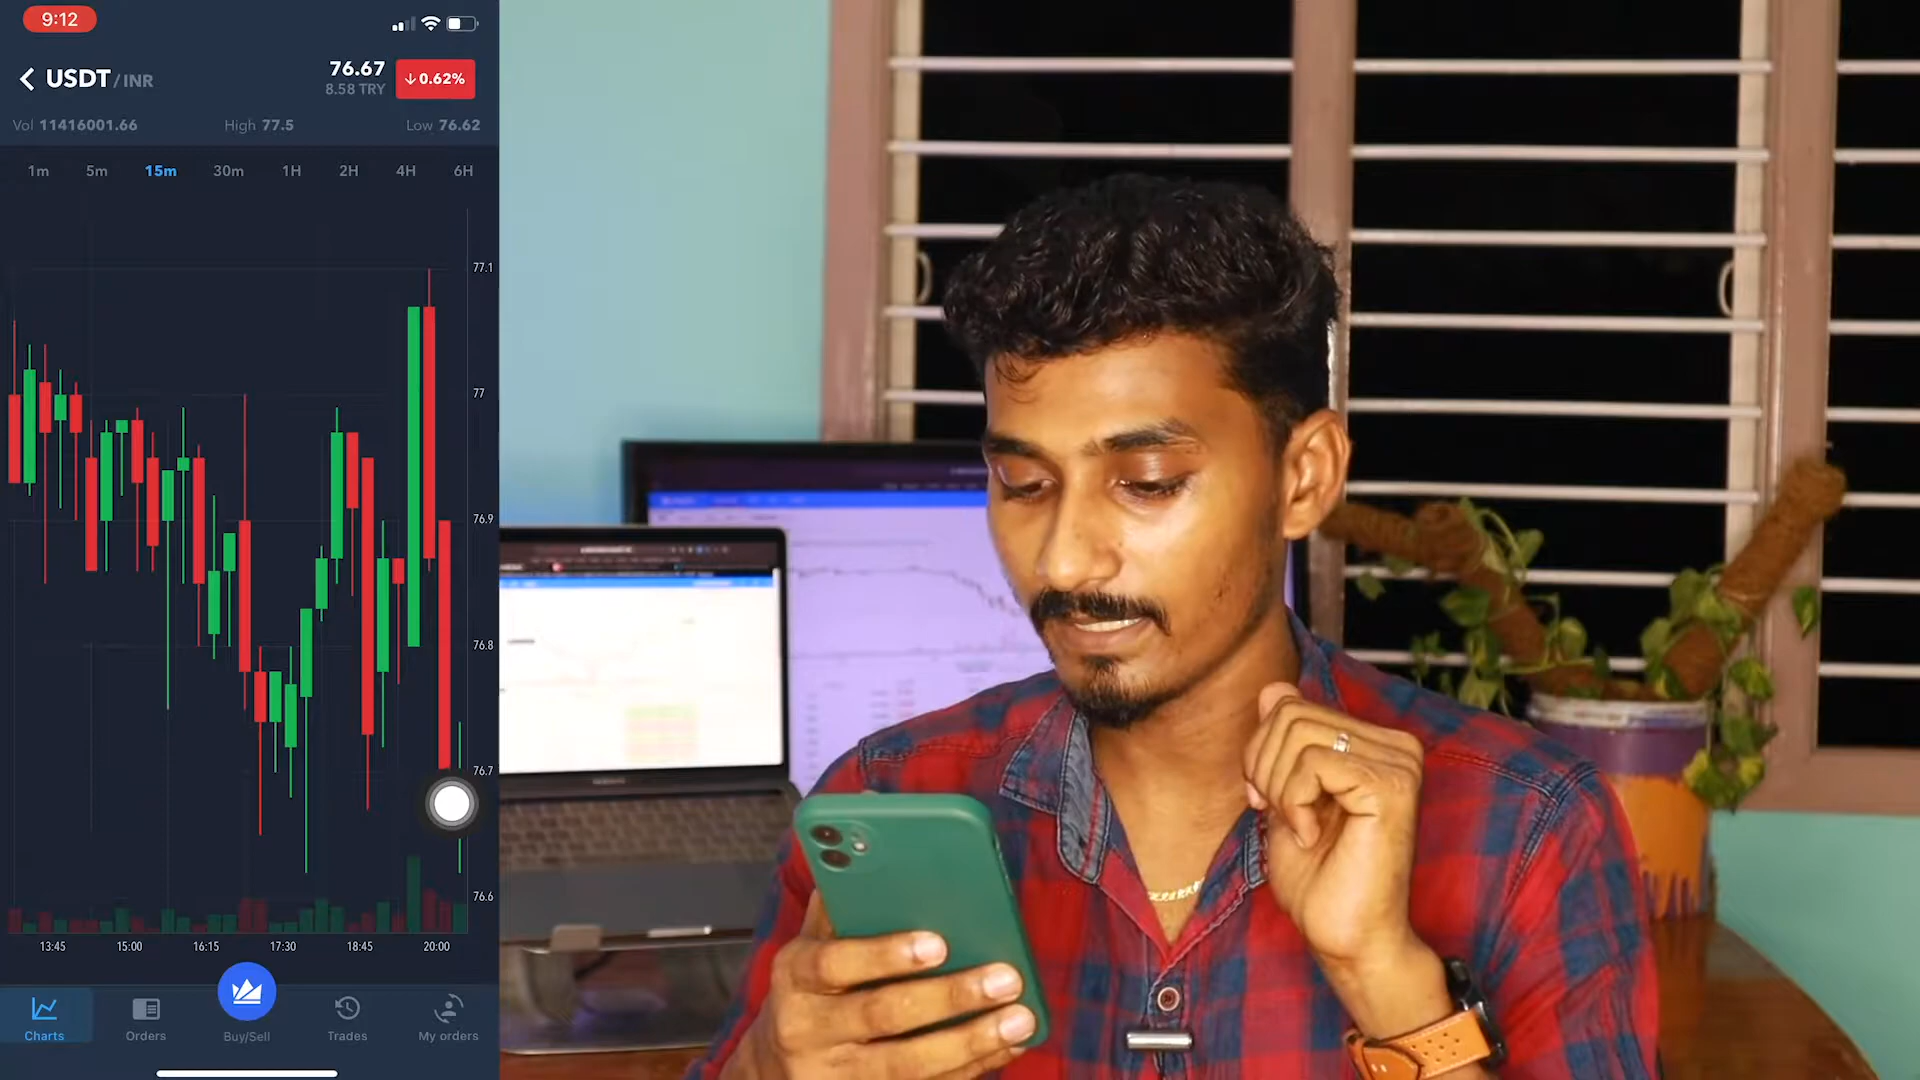 9:12
USDT/INR
76.67
↓0.62%
8.58 TRY
Vol 11416001.66 High 77.5 Low 76.62
1m 5m 15m 30m 1H 2H 4H 6H
77.1
77
76.9
76.8
76.7
76.6
13:45 15:00 16:15 17:30 18:45 20:00
Charts Orders Buy/Sell Trades My orders